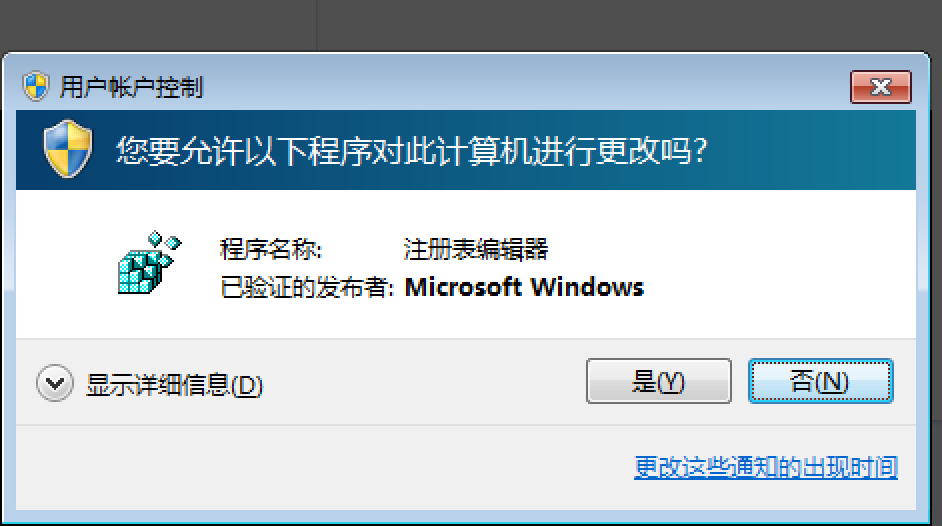 用户帐户控制
您要允许以下程序对此计算机进行更改吗?
程序名称: 注册表编辑器
已验证的发布者: Microsoft Windows
显示详细信息(D)
是(Y)
否(N)
更改这些通知的出现时间